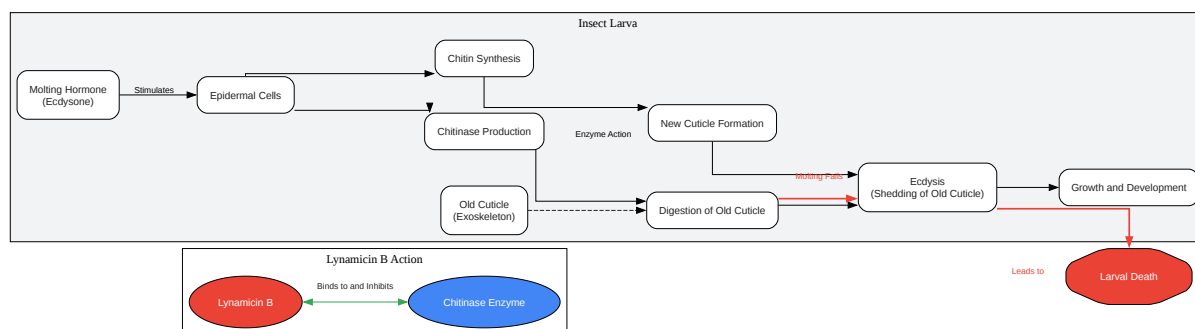 Insect Larva
Chitin Synthesis
Molting Hormone
(Ecdysone)
Stimulates
Epidermal Cells
Chitinase Production
Enzyme Action
New Cuticle Formation
Molting Fails
Ecdysis
(Shedding of Old Cuticle)
Growth and Development
Old Cuticle
(Exoskeleton)
Digestion of Old Cuticle
Lynamicin B Action
Leads to
Larval Death
Binds to and Inhibits
Lynamicin B
Chitinase Enzyme